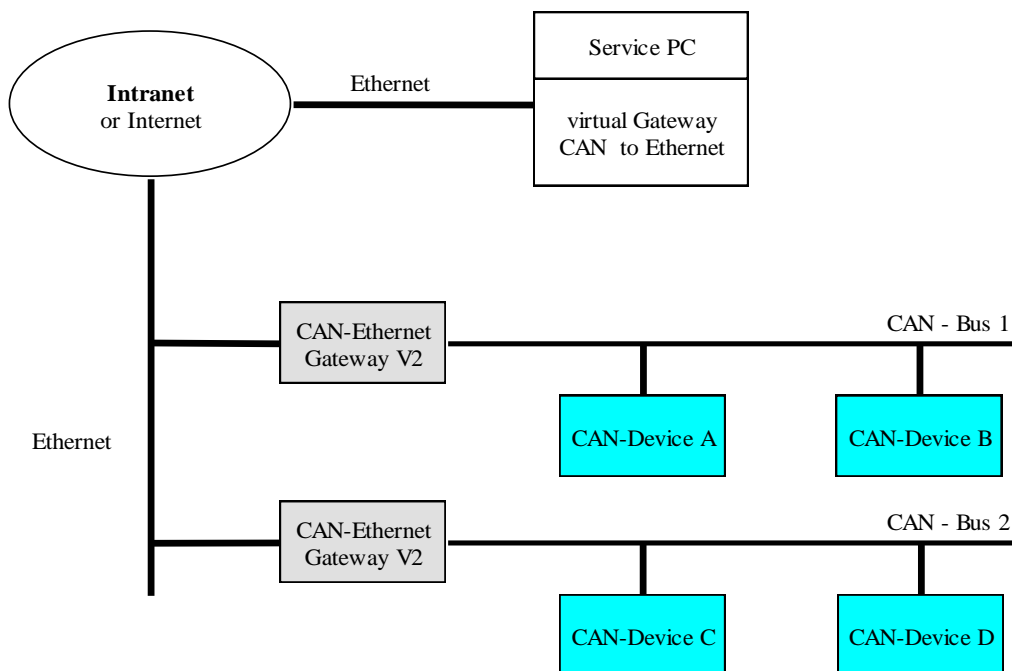 Service PC
Ethernet
Intranet
or Internet
virtual Gateway
CAN to Ethernet
CAN-Ethernet
Gateway V2
CAN - Bus 1
CAN-Device A
CAN-Device B
Ethernet
CAN-Ethernet
Gateway V2
CAN - Bus 2
CAN-Device C
CAN-Device D